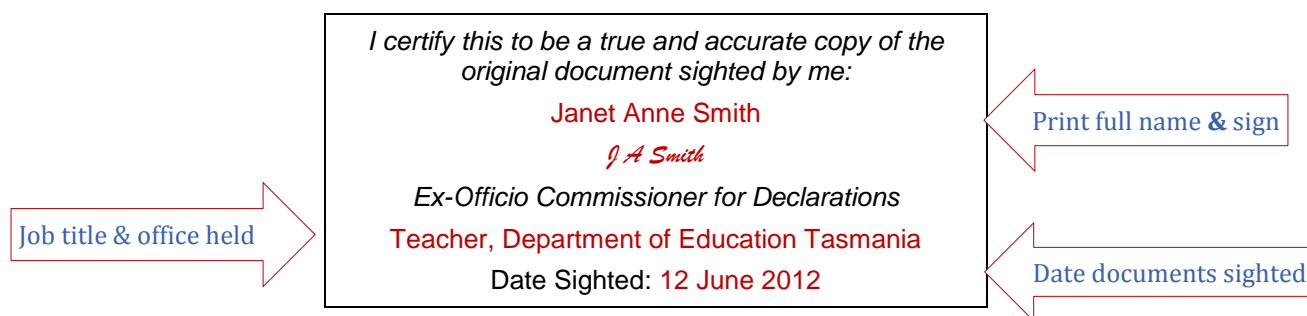 I certify this to be a true and accurate copy of the
original document sighted by me:
Janet Anne Smith
Print full name & sign
J A Smith
Ex-Officio Commissioner for Declarations
Job title & office held
Teacher, Department of Education Tasmania
Date Sighted: 12 June 2012
Date documents sighted